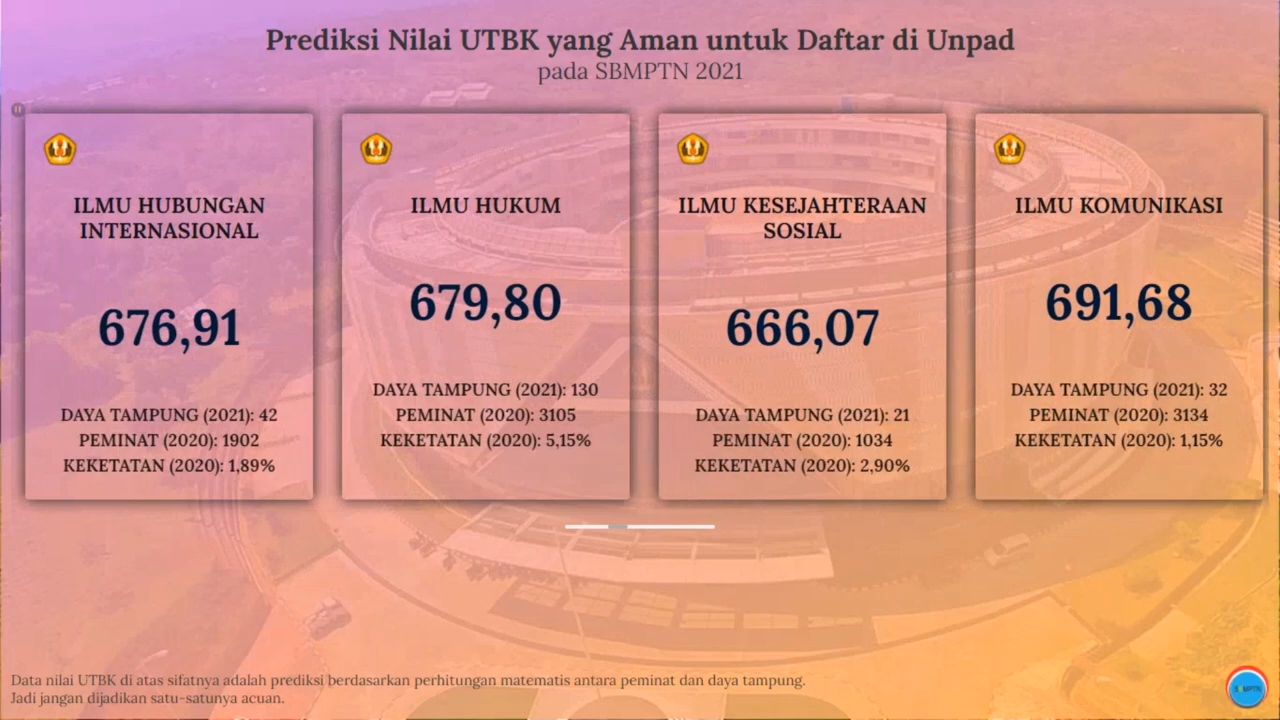 Prediksi Nilai UTBK yang Aman untuk Daftar di Unpad
pada SBMPTN 2021
ILMU HUBUNGAN
INTERNASIONAL
676,91
DAYA TAMPUNG (2021): 42
PEMINAT (2020): 1902
KEKETATAN (2020): 1,89%
ILMU HUKUM
679,80
DAYA TAMPUNG (2021): 130
PEMINAT (2020): 3105
KEKETATAN (2020): 5,15%
ILMU KESEJAHTERAAN
SOSIAL
666,07
DAYA TAMPUNG (2021): 21
PEMINAT (2020): 1034
KEKETATAN (2020): 2,90%
ILMU KOMUNIKASI
691,68
DAYA TAMPUNG (2021): 32
PEMINAT (2020): 3134
KEKETATAN (2020): 1,15%
Data nilai UTBK di atas sifatnya adalah prediksi berdasarkan perhitungan matematis antara peminat dan daya tampung.
Jadi jangan dijadikan satu-satunya acuan.
SBMPTN